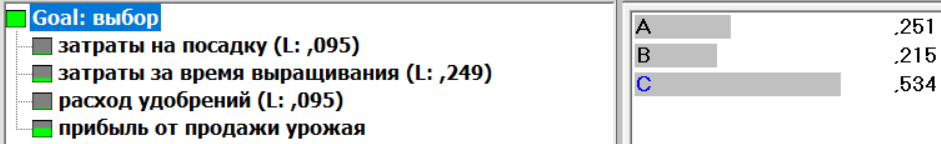 Goal: выбор
затраты на посадку (L: ,095)
затраты за время выращивания (L: ,249)
расход удобрений (L: ,095)
прибыль от продажи урожая
A ,251
B ,215
C ,534